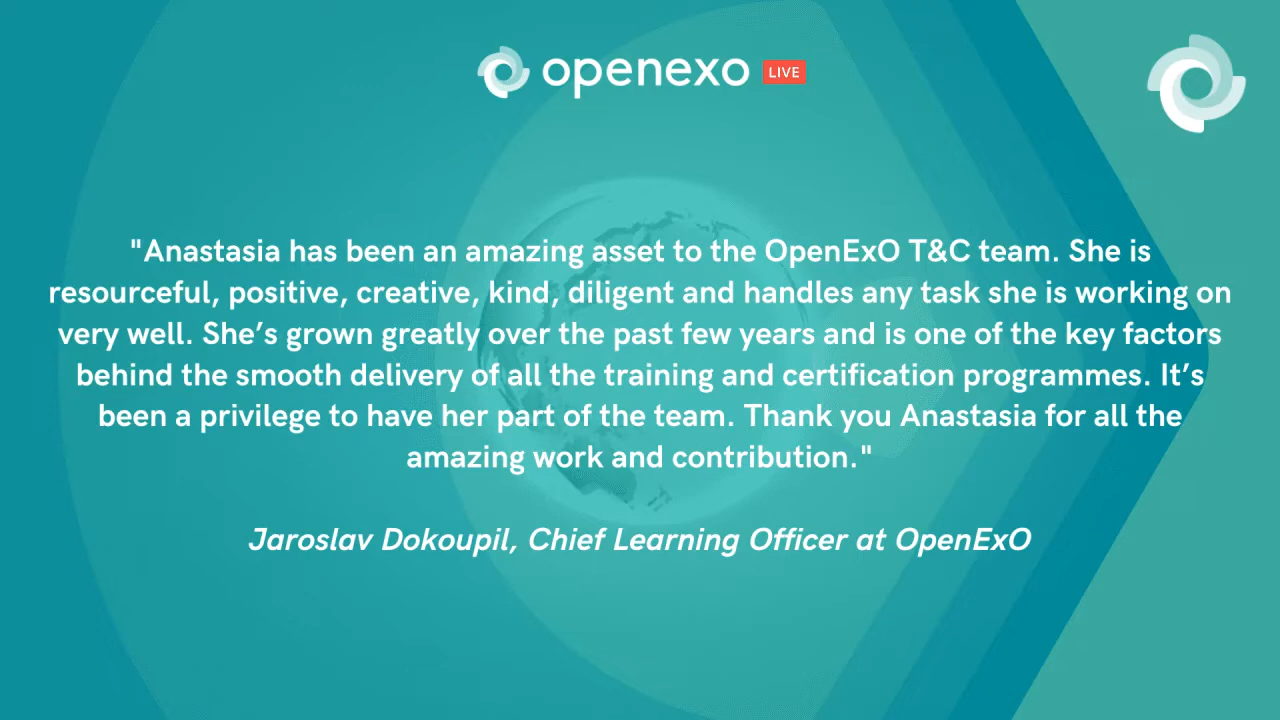 openexo LIVE
"Anastasia has been an amazing asset to the OpenExO T&C team. She is
resourceful, positive, creative, kind, diligent and handles any task she is working on
very well. She’s grown greatly over the past few years and is one of the key factors
behind the smooth delivery of all the training and certification programmes. It’s
been a privilege to have her part of the team. Thank you Anastasia for all the
amazing work and contribution."
Jaroslav Dokoupil, Chief Learning Officer at OpenExO